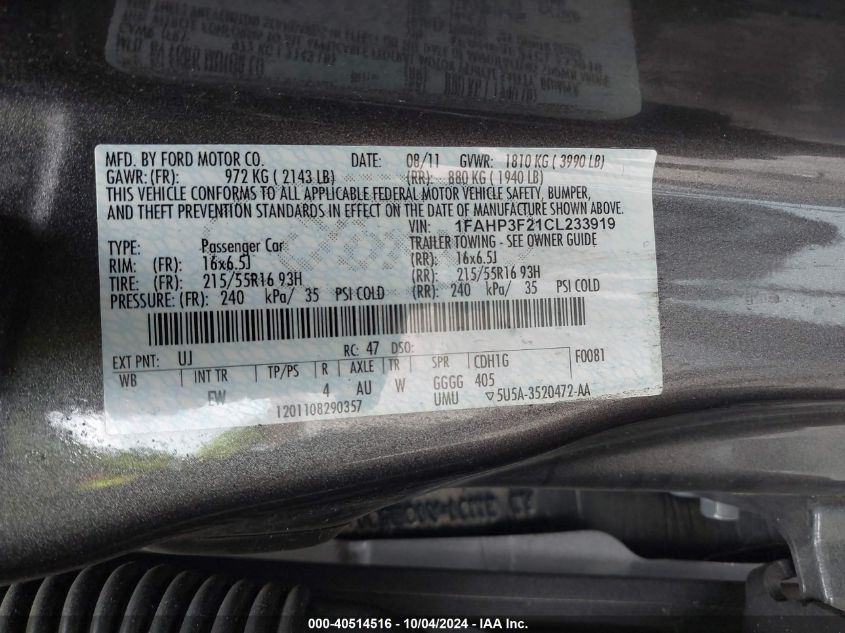 MFD. BY FORD MOTOR CO. DATE: 08/11 GVWR: 1810 KG ( 3990 LB)
GAWR: (FR): 972 KG ( 2143 LB) (RR): 880 KG ( 1940 LB)
THIS VEHICLE CONFORMS TO ALL APPLICABLE FEDERAL MOTOR VEHICLE SAFETY, BUMPER,
AND THEFT PREVENTION STANDARDS IN EFFECT ON THE DATE OF MANUFACTURE SHOWN ABOVE.
VIN: 1FAHP3F21CL233919
TYPE: Passenger Car TRAILER TOWING - SEE OWNER GUIDE
RIM: (FR): 16x6.5J (RR): 16x6.5J
TIRE: (FR): 215/55R16 93H (RR): 215/55R16 93H
PRESSURE: (FR): 240 kPa/ 35 PSI COLD (RR): 240 kPa/ 35 PSI COLD
EXT PNT: UJ RC: 47 DSO: F0081
WB INT TR TP/PS R AXLE TR SPR CDH1G
EW 4 AU W GGGG 405
1201108290357 UMU ▽5U5A-3520472-AA
000-40514516 - 10/04/2024 - IAA Inc.